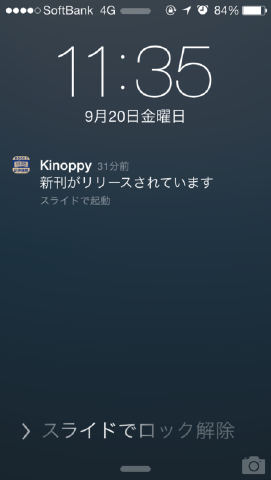 SoftBank 4G 84%
11:35
9月20日金曜日
Kinoppy 31分前
新刊がリリースされています
スライドで起動
スライドでロック解除